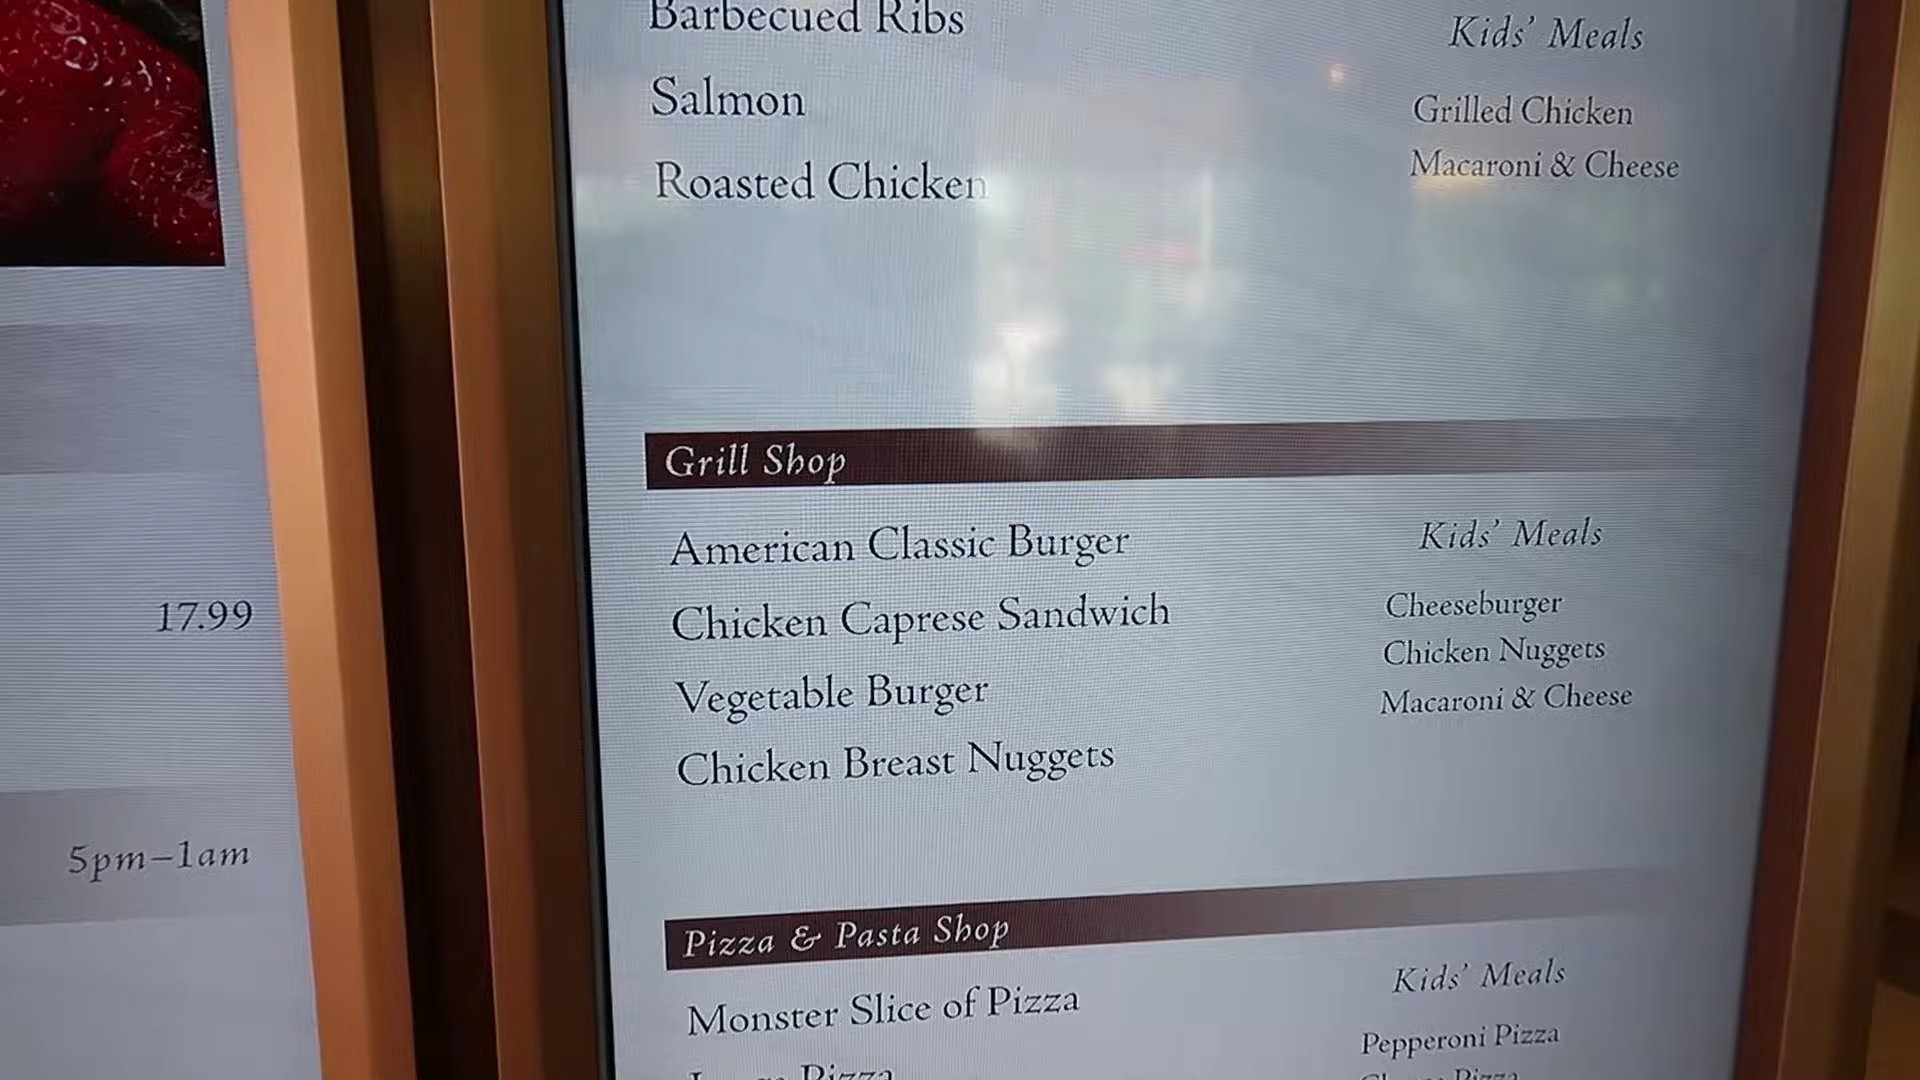 17.99
5pm–1am
Barbecued Ribs
Salmon
Roasted Chicken
Kids' Meals
Grilled Chicken
Macaroni & Cheese
Grill Shop
American Classic Burger
Chicken Caprese Sandwich
Vegetable Burger
Chicken Breast Nuggets
Kids' Meals
Cheeseburger
Chicken Nuggets
Macaroni & Cheese
Pizza & Pasta Shop
Monster Slice of Pizza
Pizza
Kids' Meals
Pepperoni Pizza
Pizza